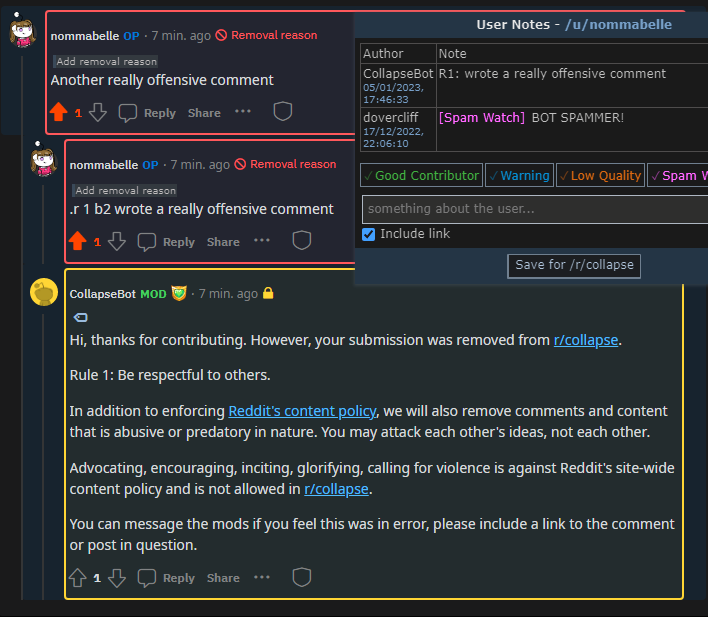 nommabelle OP · 7 min. ago Removal reason
Add removal reason
Another really offensive comment
1 Reply Share ···
nommabelle OP · 7 min. ago Removal reason
Add removal reason
.r 1 b2 wrote a really offensive comment
1 Reply Share ···
User Notes - /u/nommabelle
Author Note
CollapseBot R1: wrote a really offensive comment
05/01/2023,
17:46:33
dovercliff [Spam Watch] BOT SPAMMER!
17/12/2022,
22:06:10
✓Good Contributor ✓Warning ✓Low Quality ✓Spam W
something about the user...
Include link
Save for /r/collapse
CollapseBot MOD · 7 min. ago
Hi, thanks for contributing. However, your submission was removed from r/collapse.
Rule 1: Be respectful to others.
In addition to enforcing Reddit's content policy, we will also remove comments and content
that is abusive or predatory in nature. You may attack each other's ideas, not each other.
Advocating, encouraging, inciting, glorifying, calling for violence is against Reddit's site-wide
content policy and is not allowed in r/collapse.
You can message the mods if you feel this was in error, please include a link to the comment
or post in question.
1 Reply Share ···